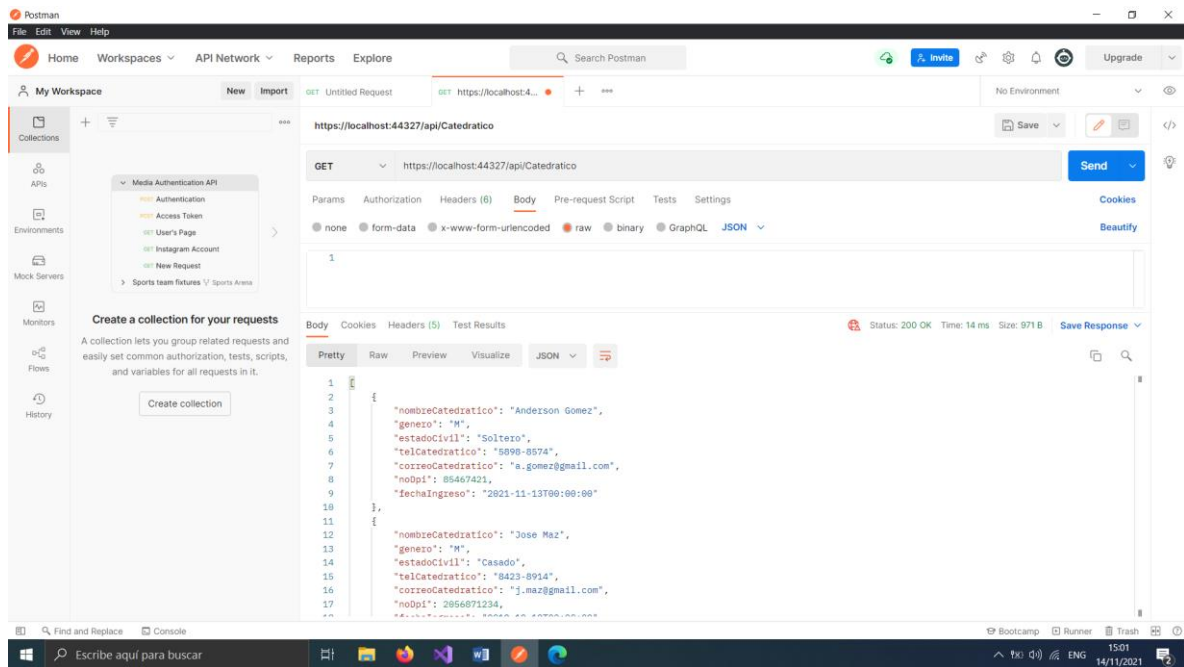 Postman
File Edit View Help
Home Workspaces API Network Reports Explore Search Postman Invite Upgrade
My Workspace New Import GET Untitled Request GET https://localhost:4... No Environment
Collections
APIs
Environments
Mock Servers
Monitors
Flows
History
Media Authentication API
POST Authentication
POST Access Token
GET User's Page
GET Instagram Account
GET New Request
Sports team fixtures Sports Arena
Create a collection for your requests
A collection lets you group related requests and
easily set common authorization, tests, scripts,
and variables for all requests in it.
Create collection
https://localhost:44327/api/Catedratico Save
GET https://localhost:44327/api/Catedratico Send
Params Authorization Headers (6) Body Pre-request Script Tests Settings Cookies
none form-data x-www-form-urlencoded raw binary GraphQL JSON Beautify
1
Body Cookies Headers (5) Test Results Status: 200 OK Time: 14 ms Size: 971 B Save Response
Pretty Raw Preview Visualize JSON
1 [
2 {
3 "nombreCatedratico": "Anderson Gomez",
4 "genero": "M",
5 "estadoCivil": "Soltero",
6 "telCatedratico": "5898-8574",
7 "correoCatedratico": "a.gomez@gmail.com",
8 "noDpi": 85467421,
9 "fechaIngreso": "2021-11-13T00:00:00"
10 },
11 {
12 "nombreCatedratico": "Jose Maz",
13 "genero": "M",
14 "estadoCivil": "Casado",
15 "telCatedratico": "8423-8914",
16 "correoCatedratico": "j.maz@gmail.com",
17 "noDpi": 2056871234,
Find and Replace Console Bootcamp Runner Trash
Escribe aquí para buscar ENG 15:01
14/11/2021